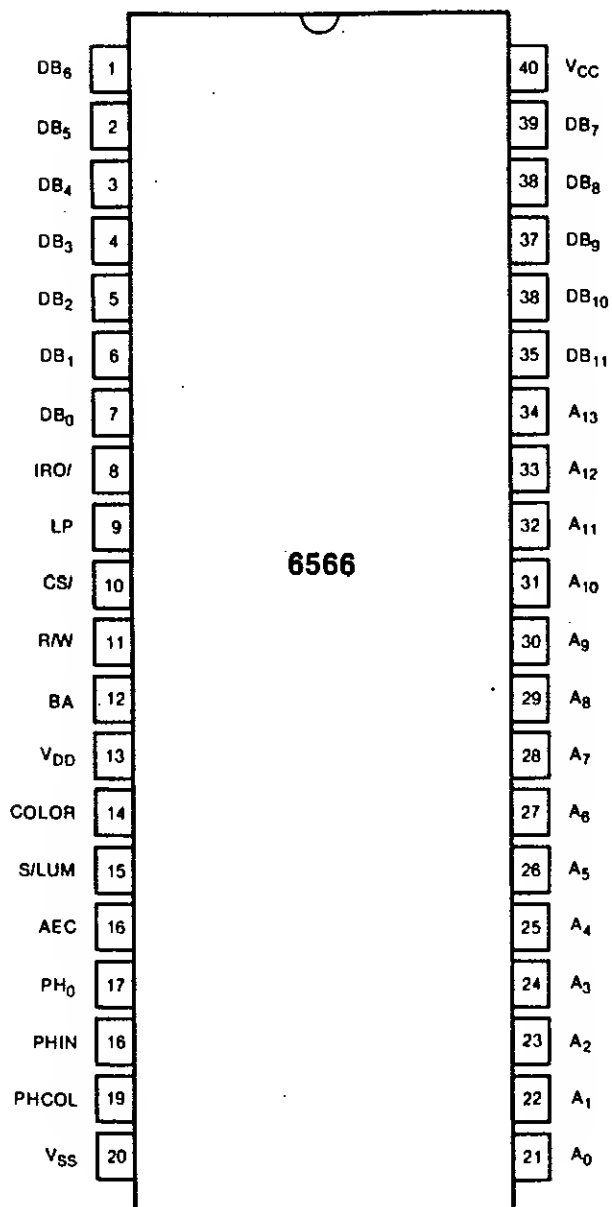 DB₆ 1 40 V_CC
DB₅ 2 39 DB₇
DB₄ 3 38 DB₈
DB₃ 4 37 DB₉
DB₂ 5 38 DB₁₀
DB₁ 6 35 DB₁₁
DB₀ 7 34 A₁₃
IRO/ 8 33 A₁₂
LP 9 32 A₁₁
6566
CS/ 10 31 A₁₀
R/W 11 30 A₉
BA 12 29 A₈
V_DD 13 28 A₇
COLOR 14 27 A₆
S/LUM 15 26 A₅
AEC 16 25 A₄
PH₀ 17 24 A₃
PHIN 16 23 A₂
PHCOL 19 22 A₁
V_SS 20 21 A₀